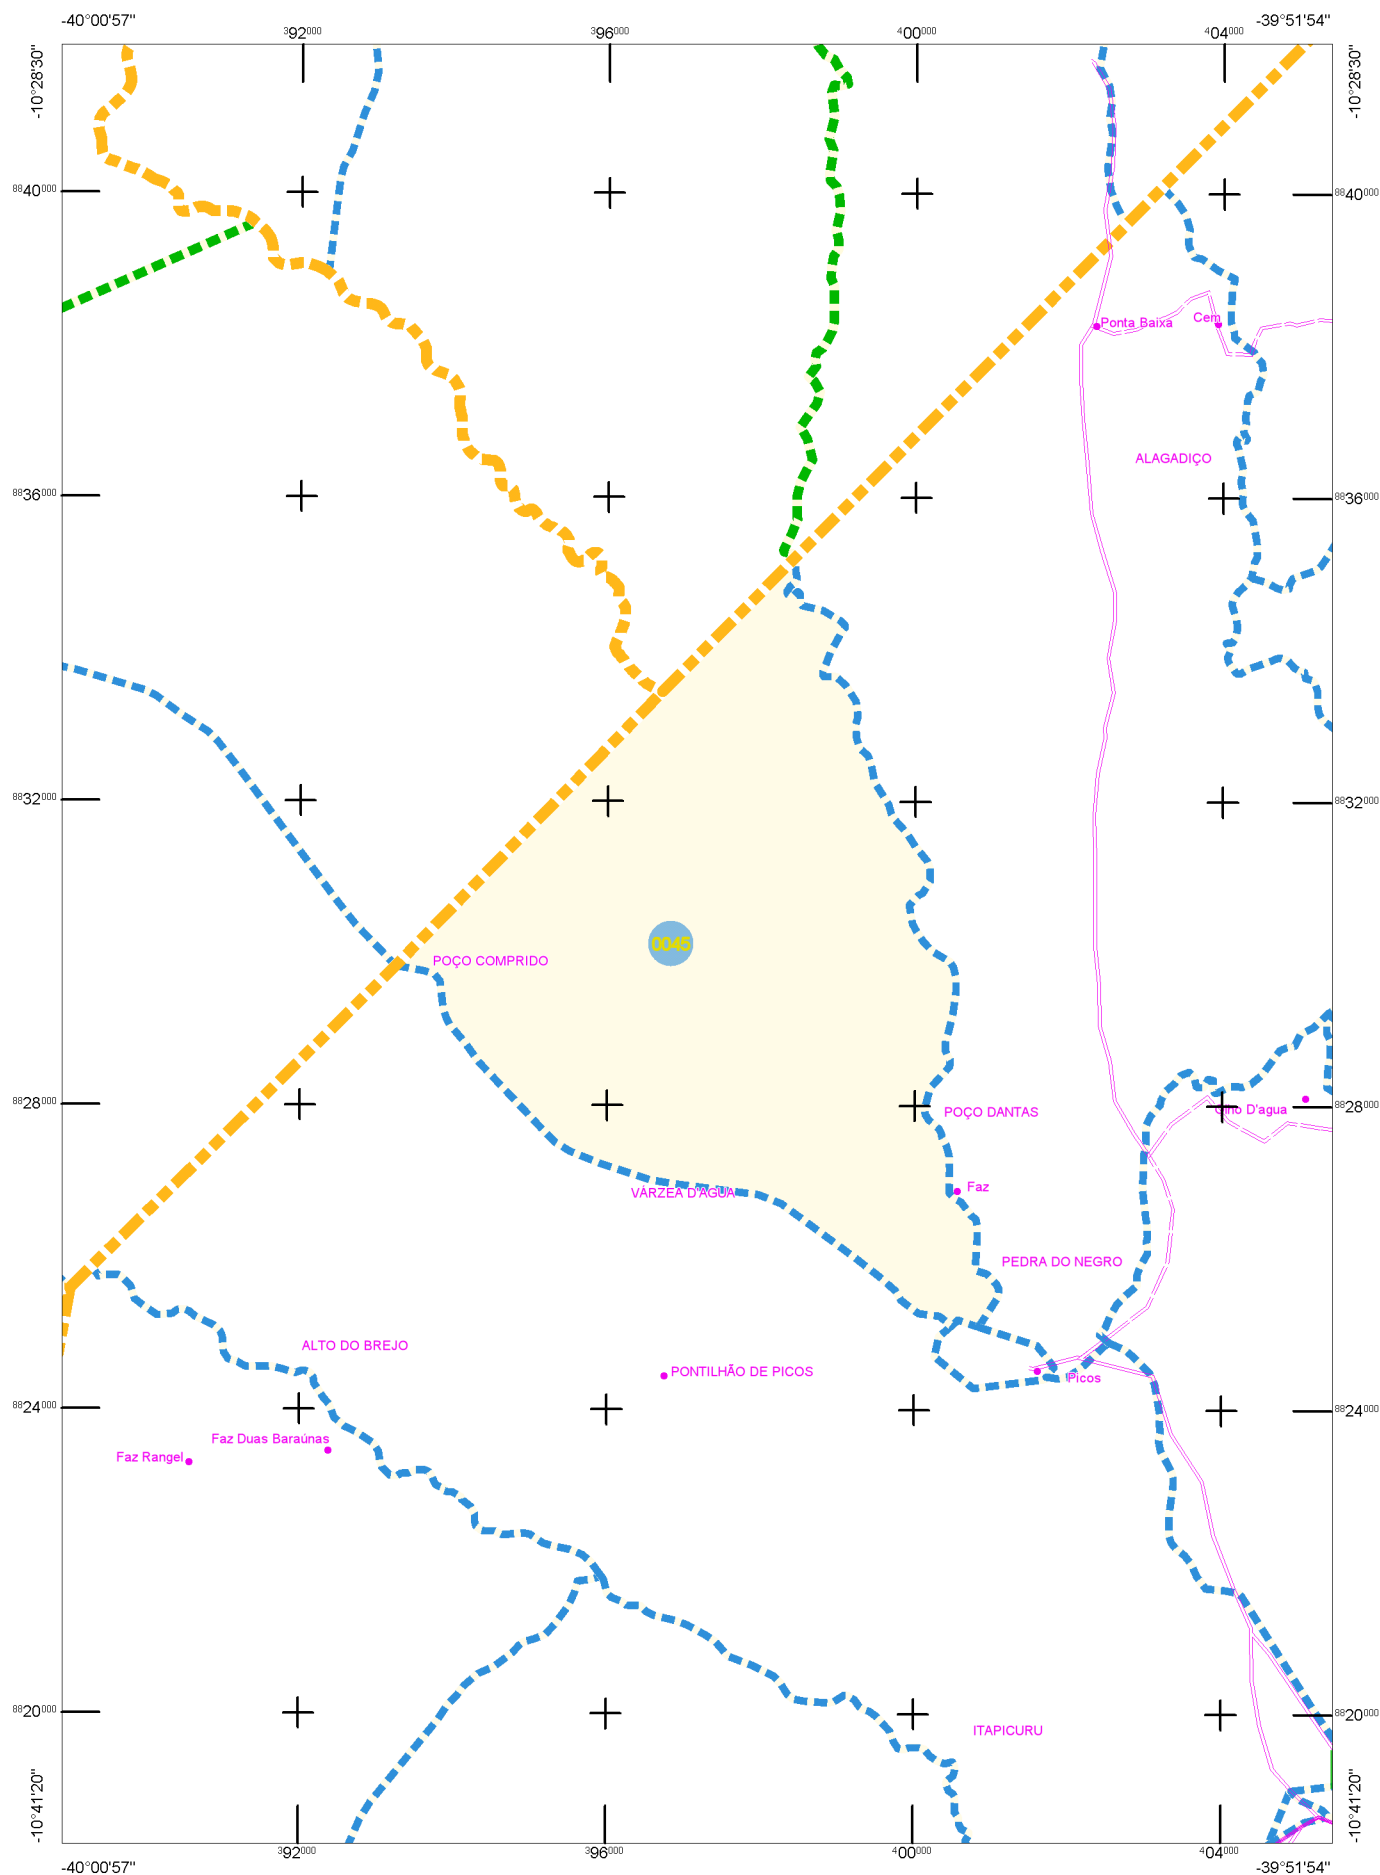 -40°00'57" -39°51'54"
392000 396000 400000 404000
-10°28'30" -10°28'30"
8840000 8840000
Ponta Baixa Cem
ALAGADIÇO
8836000 8836000
8832000 8832000
0045
POÇO COMPRIDO
8828000 8828000
POÇO DANTAS Olho D'agua
VÁRZEA D'AGUA Faz
PEDRA DO NEGRO
ALTO DO BREJO
PONTILHÃO DE PICOS Picos
8824000 8824000
Faz Duas Baraúnas
Faz Rangel
8820000 8820000
ITAPICURU
-10°41'20" -10°41'20"
392000 396000 400000 404000
-40°00'57" -39°51'54"